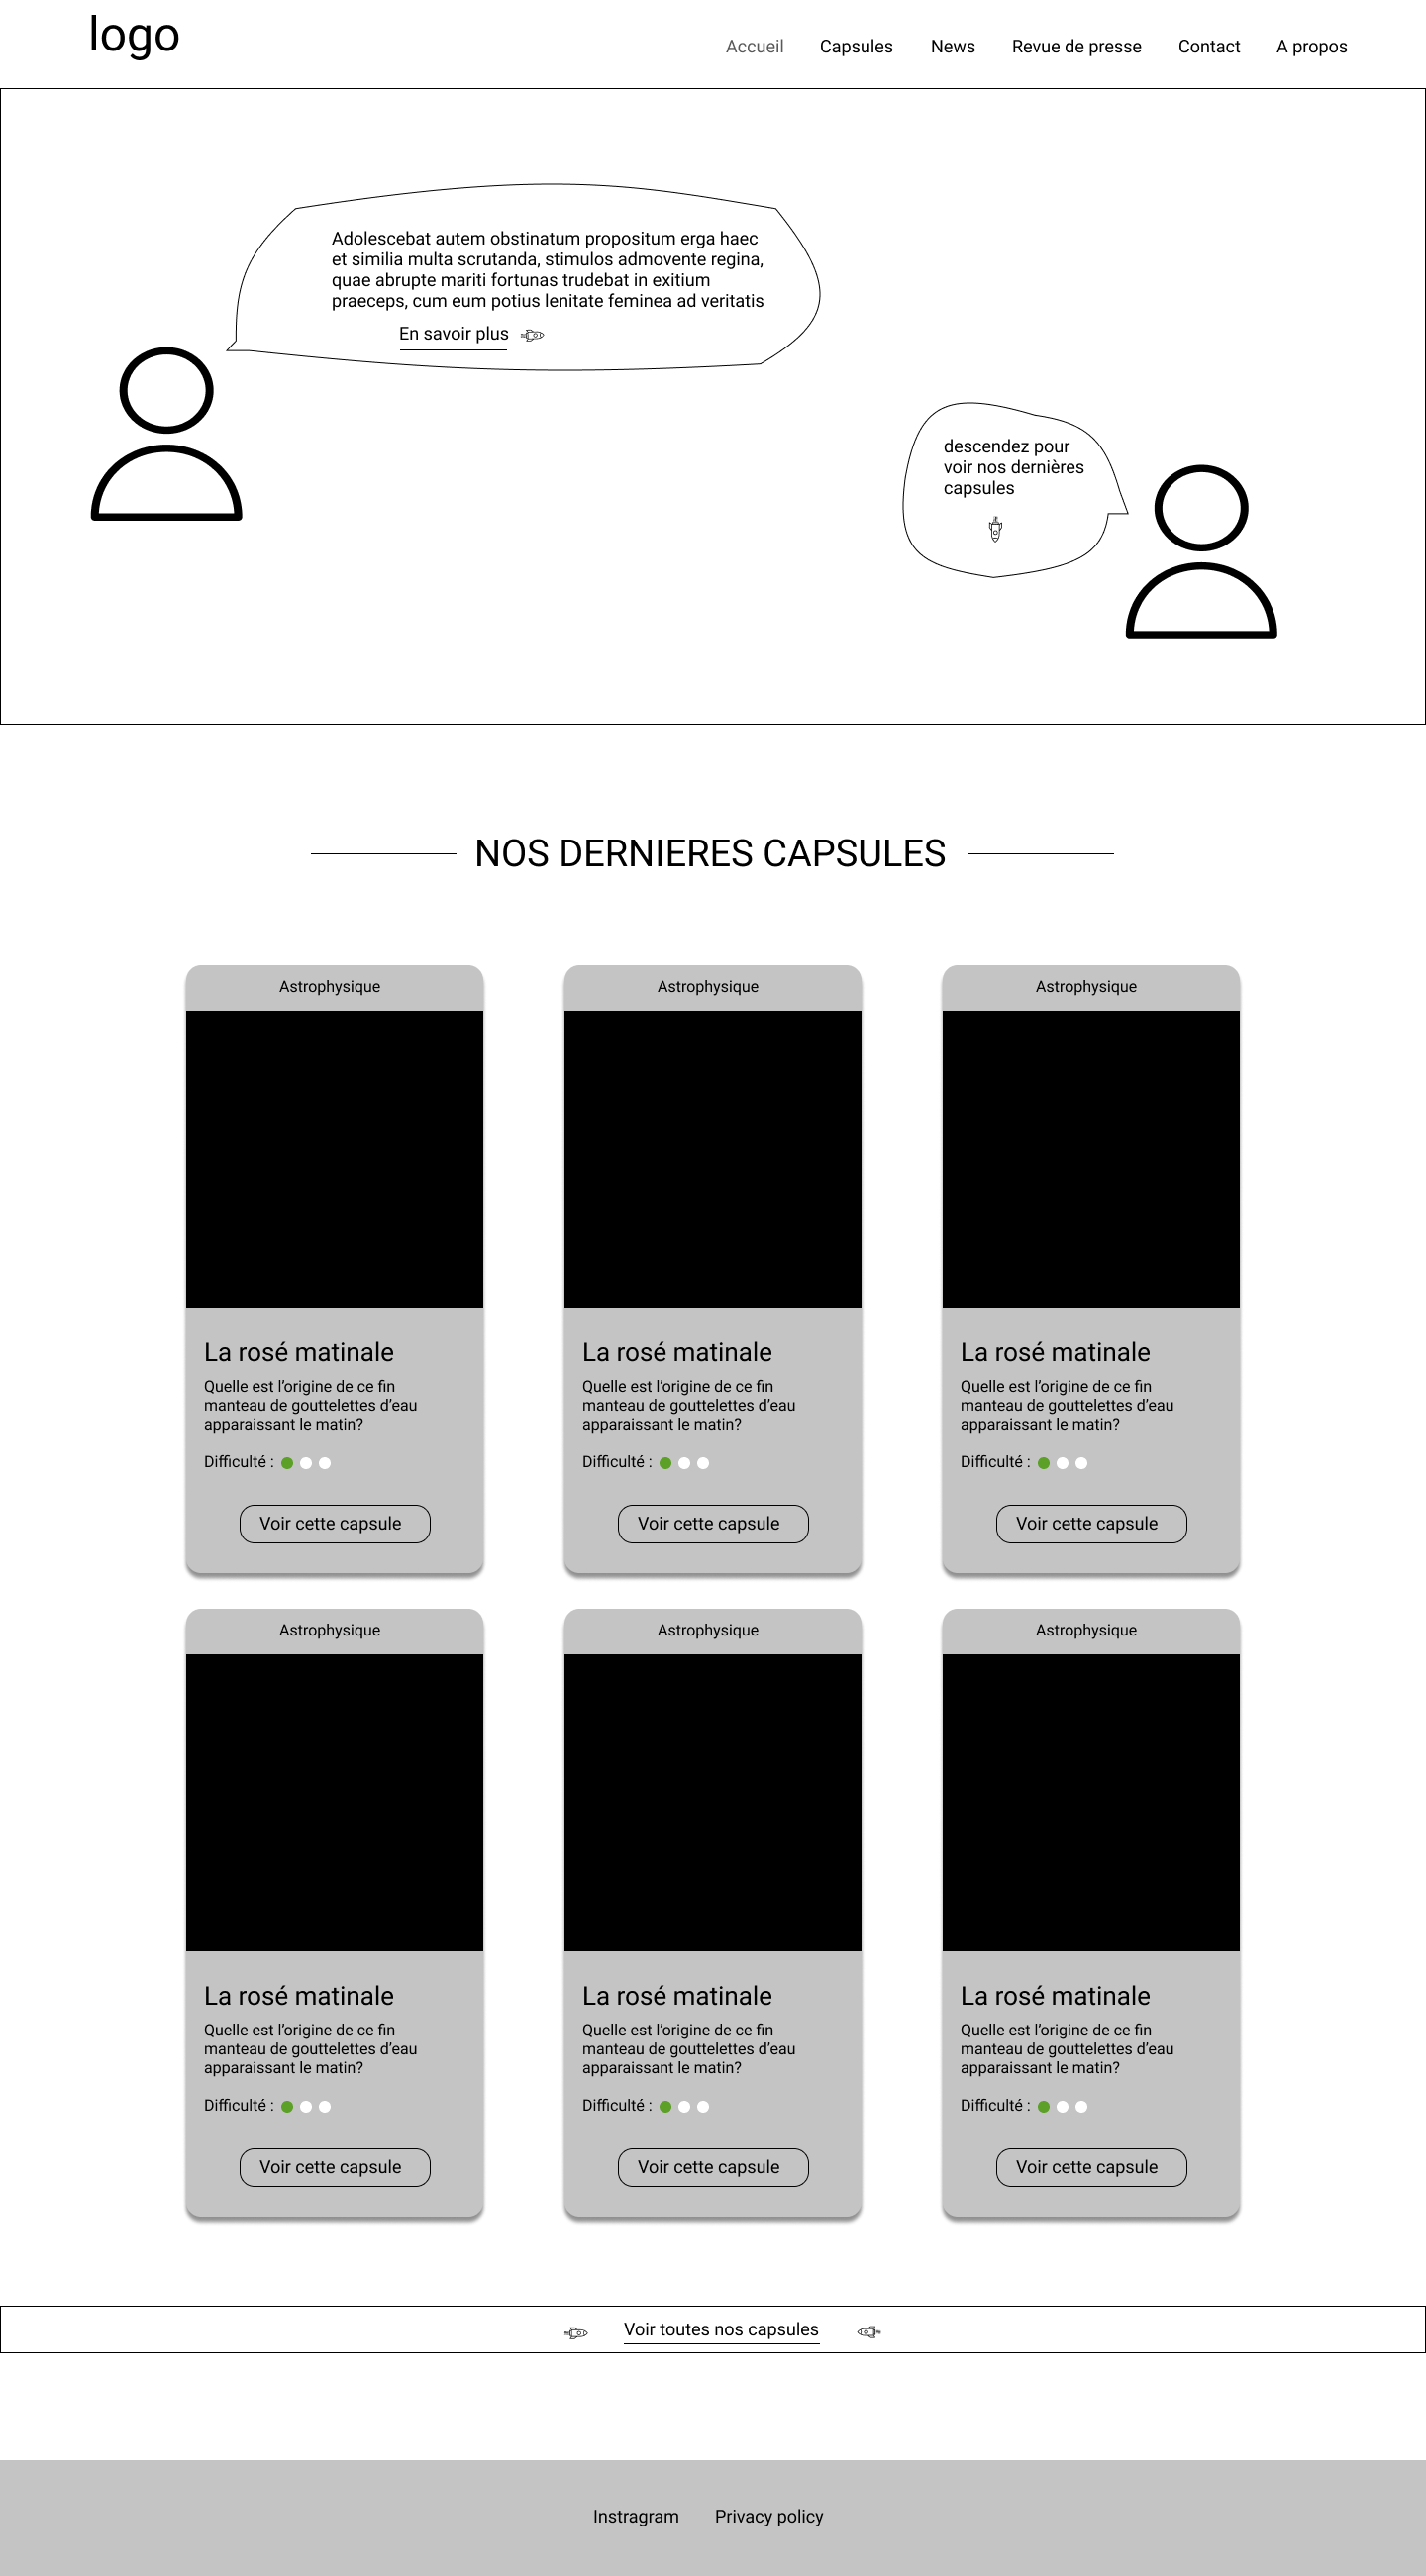 logo
Accueil Capsules News Revue de presse Contact A propos
Adolescebat autem obstinatum propositum erga haec
et similia multa scrutanda, stimulos admovente regina,
quae abrupte mariti fortunas trudebat in exitium
praeceps, cum eum potius lenitate feminea ad veritatis
En savoir plus
descendez pour
voir nos dernières
capsules
NOS DERNIERES CAPSULES
Astrophysique
La rosé matinale
Quelle est l’origine de ce fin
manteau de gouttelettes d’eau
apparaissant le matin?
Difficulté :
Voir cette capsule
Astrophysique
La rosé matinale
Quelle est l’origine de ce fin
manteau de gouttelettes d’eau
apparaissant le matin?
Difficulté :
Voir cette capsule
Astrophysique
La rosé matinale
Quelle est l’origine de ce fin
manteau de gouttelettes d’eau
apparaissant le matin?
Difficulté :
Voir cette capsule
Astrophysique
La rosé matinale
Quelle est l’origine de ce fin
manteau de gouttelettes d’eau
apparaissant le matin?
Difficulté :
Voir cette capsule
Astrophysique
La rosé matinale
Quelle est l’origine de ce fin
manteau de gouttelettes d’eau
apparaissant le matin?
Difficulté :
Voir cette capsule
Astrophysique
La rosé matinale
Quelle est l’origine de ce fin
manteau de gouttelettes d’eau
apparaissant le matin?
Difficulté :
Voir cette capsule
Voir toutes nos capsules
Instragram Privacy policy